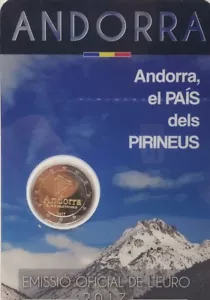 ANDORRA
Andorra,
el PAÍS
dels
PIRINEUS
Andorra
EMISSIÓ OFICIAL DE L'EURO
2017